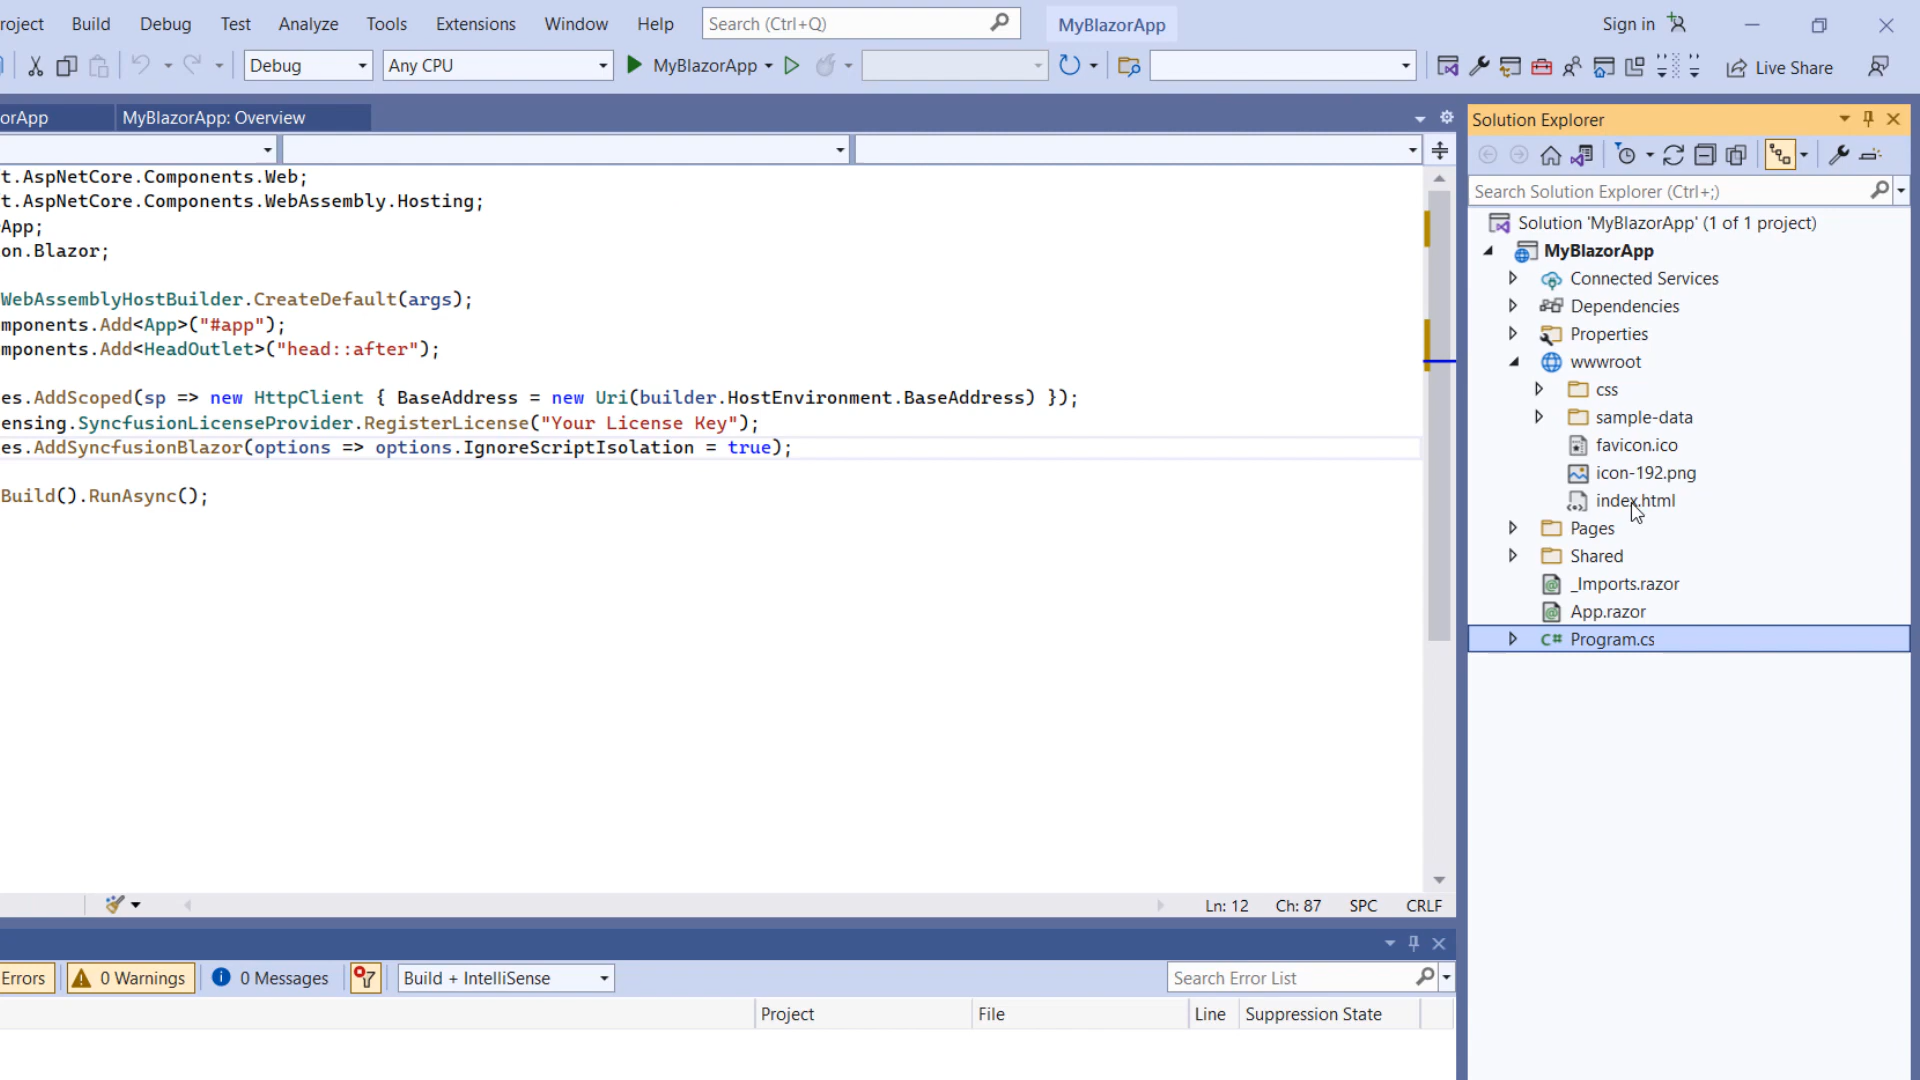 roject Build Debug Test Analyze Tools Extensions Window Help Search (Ctrl+Q) MyBlazorApp Sign in
Debug Any CPU MyBlazorApp Live Share
orApp MyBlazorApp: Overview
t.AspNetCore.Components.Web;
t.AspNetCore.Components.WebAssembly.Hosting;
App;
on.Blazor;
WebAssemblyHostBuilder.CreateDefault(args);
mponents.Add<App>("#app");
mponents.Add<HeadOutlet>("head::after");
es.AddScoped(sp => new HttpClient { BaseAddress = new Uri(builder.HostEnvironment.BaseAddress) });
ensing.SyncfusionLicenseProvider.RegisterLicense("Your License Key");
es.AddSyncfusionBlazor(options => options.IgnoreScriptIsolation = true);
Build().RunAsync();
Ln: 12 Ch: 87 SPC CRLF
Errors 0 Warnings 0 Messages Build + IntelliSense Search Error List
Project File Line Suppression State
Solution Explorer
Search Solution Explorer (Ctrl+;)
Solution 'MyBlazorApp' (1 of 1 project)
MyBlazorApp
Connected Services
Dependencies
Properties
wwwroot
css
sample-data
favicon.ico
icon-192.png
index.html
Pages
Shared
_Imports.razor
App.razor
C# Program.cs